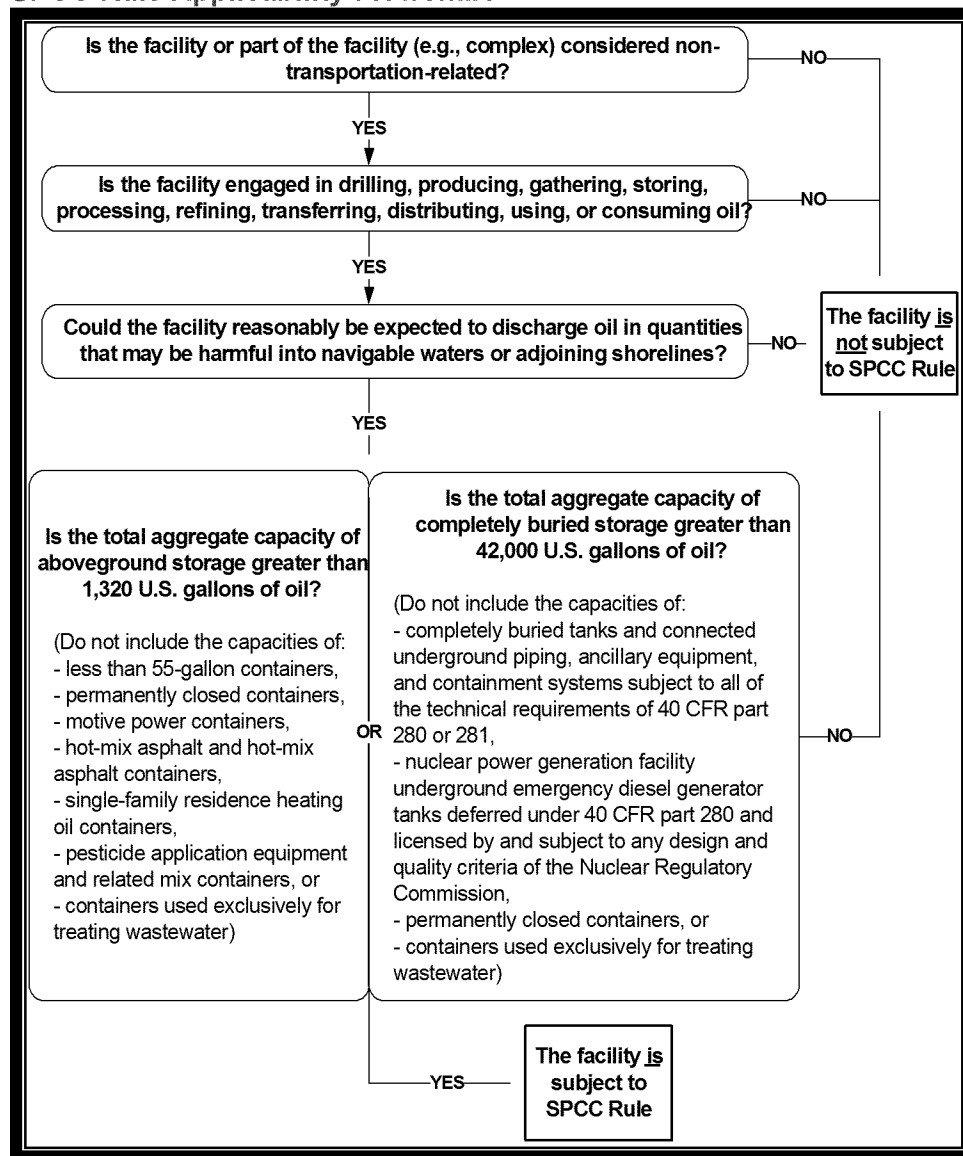 Is the facility or part of the facility (e.g., complex) considered non-
transportation-related?
NO
YES
Is the facility engaged in drilling, producing, gathering, storing,
processing, refining, transferring, distributing, using, or consuming oil?
NO
YES
Could the facility reasonably be expected to discharge oil in quantities
that may be harmful into navigable waters or adjoining shorelines?
NO
The facility is
not subject
to SPCC Rule
YES
Is the total aggregate capacity of
aboveground storage greater than
1,320 U.S. gallons of oil?
(Do not include the capacities of:
- less than 55-gallon containers,
- permanently closed containers,
- motive power containers,
- hot-mix asphalt and hot-mix
asphalt containers,
- single-family residence heating
oil containers,
- pesticide application equipment
and related mix containers, or
- containers used exclusively for
treating wastewater)
OR
Is the total aggregate capacity of
completely buried storage greater than
42,000 U.S. gallons of oil?
(Do not include the capacities of:
- completely buried tanks and connected
underground piping, ancillary equipment,
and containment systems subject to all of
the technical requirements of 40 CFR part
280 or 281,
- nuclear power generation facility
underground emergency diesel generator
tanks deferred under 40 CFR part 280 and
licensed by and subject to any design and
quality criteria of the Nuclear Regulatory
Commission,
- permanently closed containers, or
- containers used exclusively for treating
wastewater)
NO
YES
The facility is
subject to
SPCC Rule